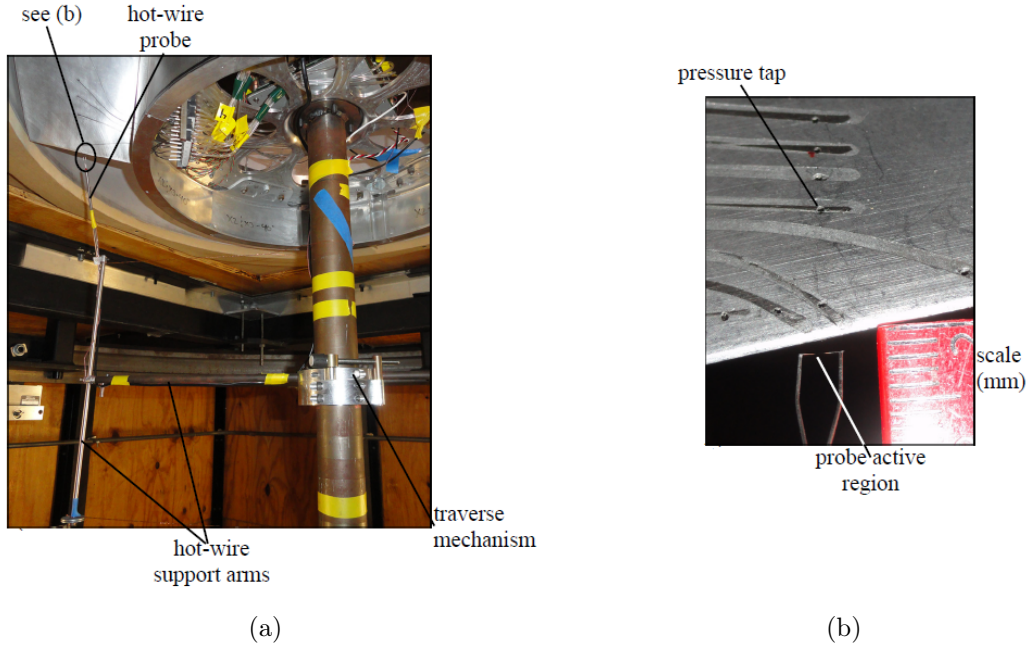 see (b)
hot-wire
probe
traverse
mechanism
hot-wire
support arms
(a)
pressure tap
scale
(mm)
probe active
region
(b)